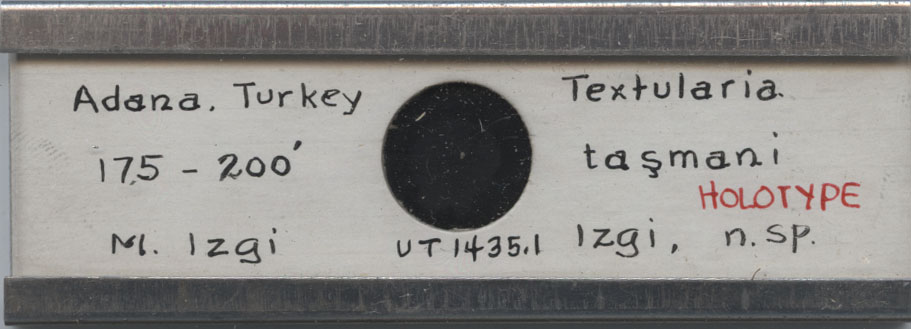 Adana, Turkey
175 - 200'
M. Izgi
UT 1435.1
Textularia
taşmani
HOLOTYPE
Izgi, n.sp.